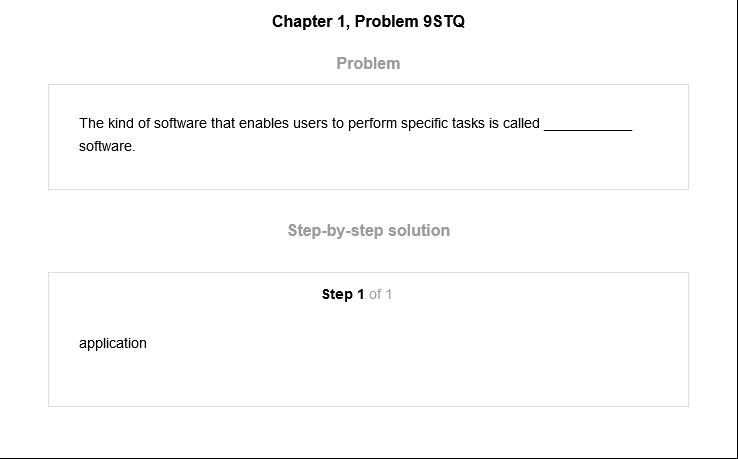 Chapter 1, Problem 9STQ
Problem
The kind of software that enables users to perform specific tasks is called ___________
software.
Step-by-step solution
Step 1 of 1
application